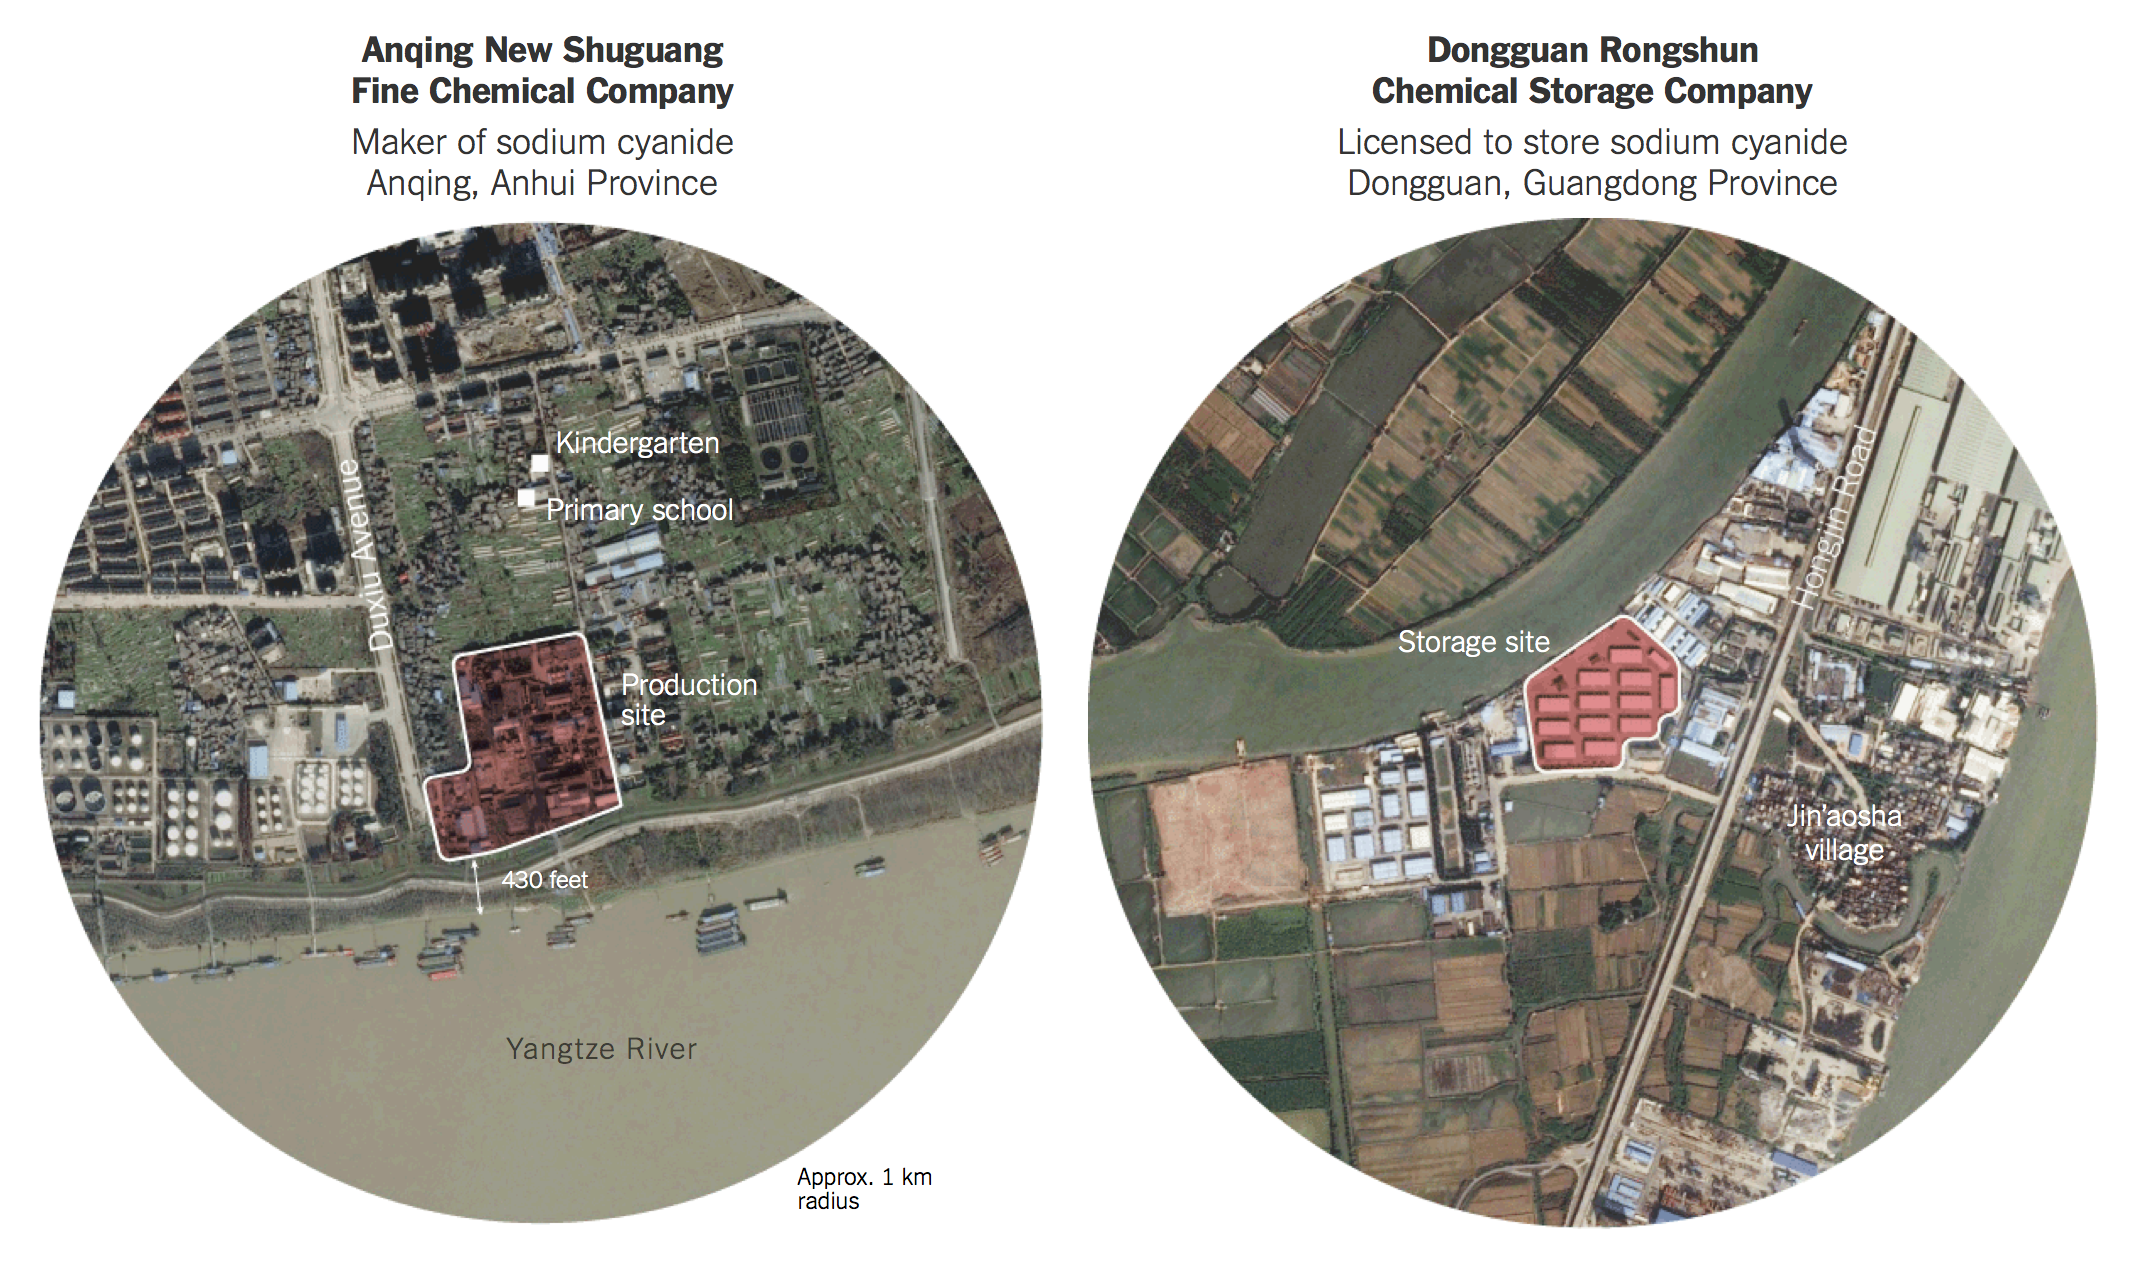 Anqing New Shuguang
Fine Chemical Company
Maker of sodium cyanide
Anqing, Anhui Province
Kindergarten
Primary school
Duxiu Avenue
Production
site
430 feet
Yangtze River
Approx. 1 km
radius
Dongguan Rongshun
Chemical Storage Company
Licensed to store sodium cyanide
Dongguan, Guangdong Province
Hongjin Road
Storage site
Jin’aosha
village